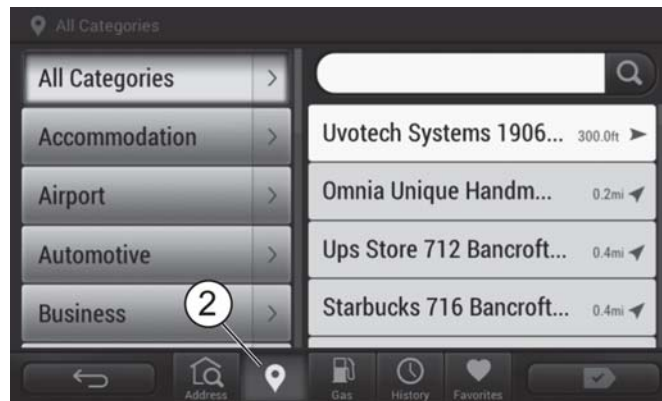 All Categories
All Categories
Accommodation
Airport
Automotive
Business
Uvotech Systems 1906... 300.0ft
Omnia Unique Handm... 0.2mi
Ups Store 712 Bancroft... 0.4mi
Starbucks 716 Bancroft... 0.4mi
2
Address
Gas
History
Favorites